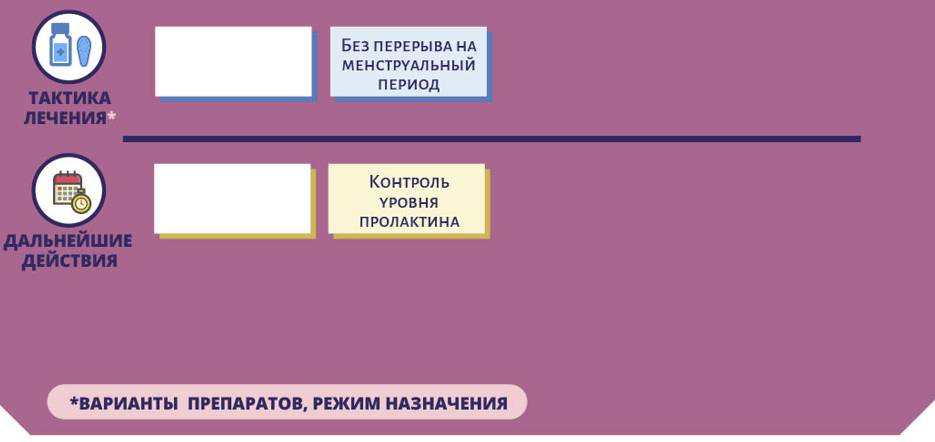 Без перерыва на
менструальный
период
ТАКТИКА
ЛЕЧЕНИЯ*
Контроль
уровня
пролактина
ДАЛЬНЕЙШИЕ
ДЕЙСТВИЯ
*ВАРИАНТЫ ПРЕПАРАТОВ, РЕЖИМ НАЗНАЧЕНИЯ